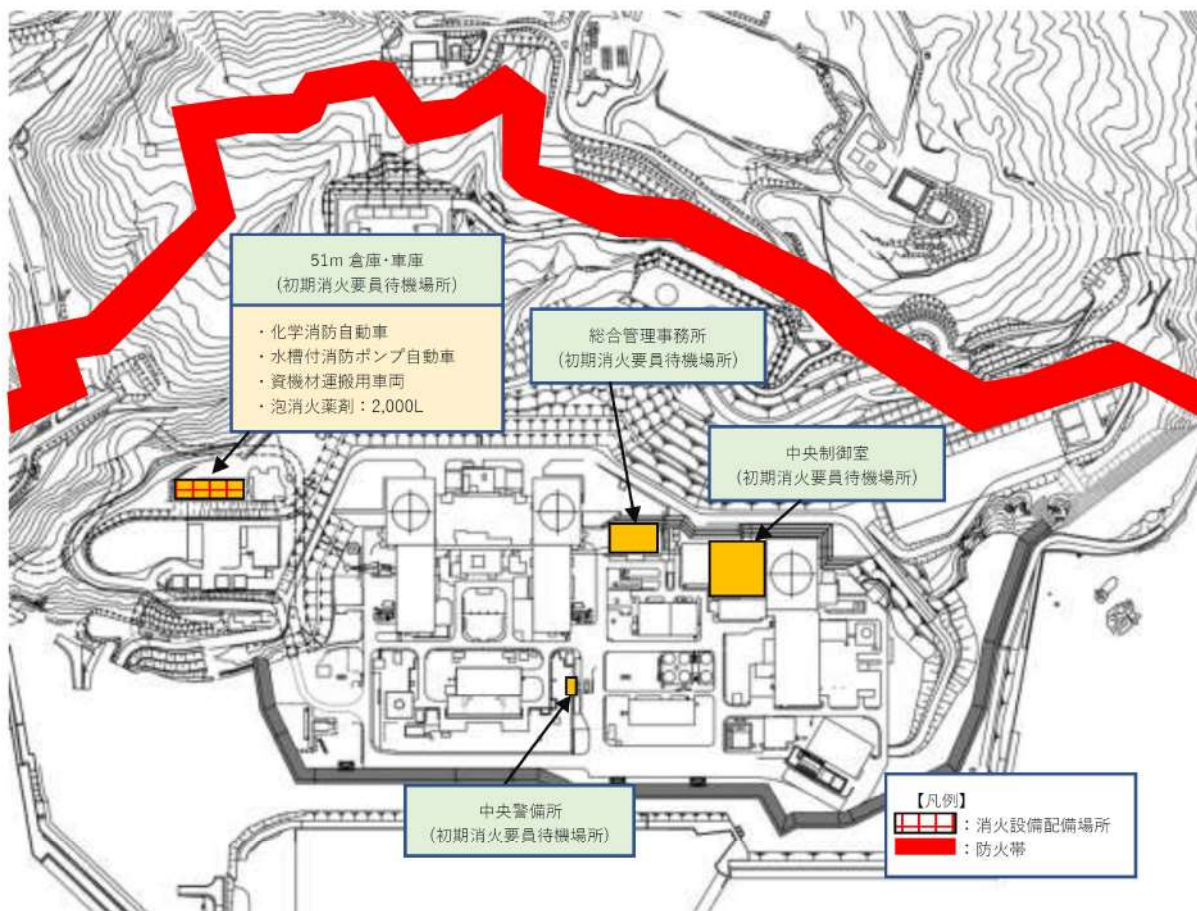 51m 倉庫・車庫
(初期消火要員待機場所)
・化学消防自動車
・水槽付消防ポンプ自動車
・資機材運搬用車両
・泡消火薬剤：2,000L
総合管理事務所
(初期消火要員待機場所)
中央制御室
(初期消火要員待機場所)
中央警備所
(初期消火要員待機場所)
【凡例】
：消火設備配備場所
：防火帯